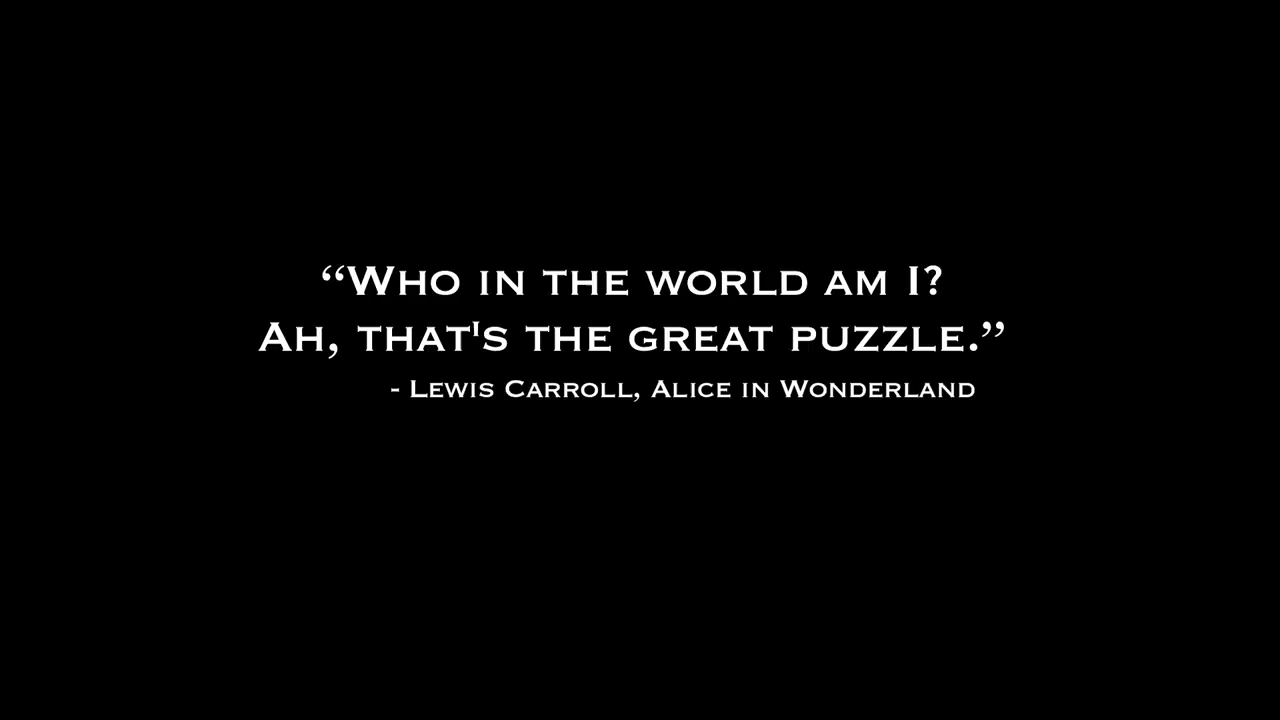 “Who in the world am I?
Ah, that's the great puzzle.”
- Lewis Carroll, Alice in Wonderland